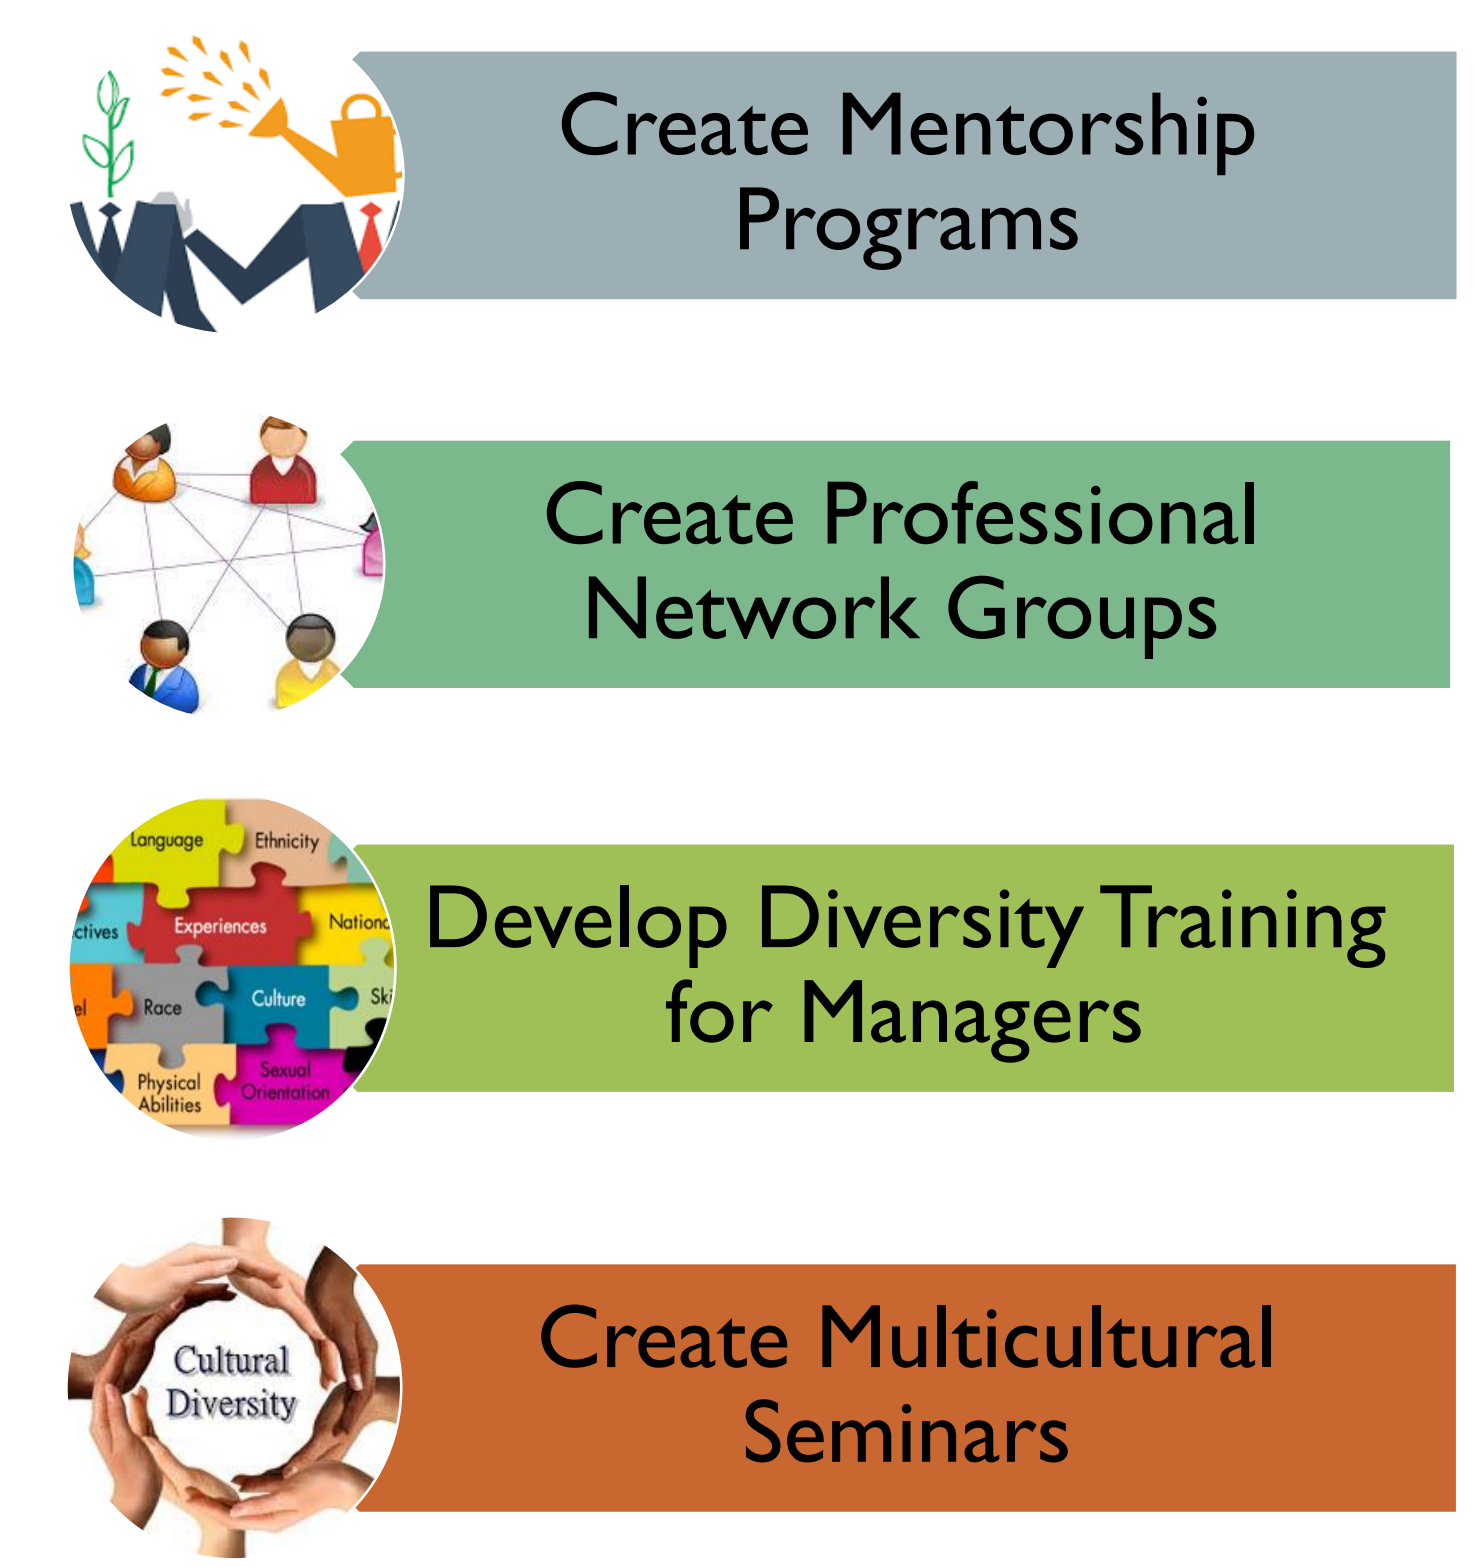 Create Mentorship
Programs
Create Professional
Network Groups
Language
Ethnicity
Experiences
Race
Culture
Physical
Abilities
Sexual
Orientation
Develop Diversity Training
for Managers
Cultural
Diversity
Create Multicultural
Seminars